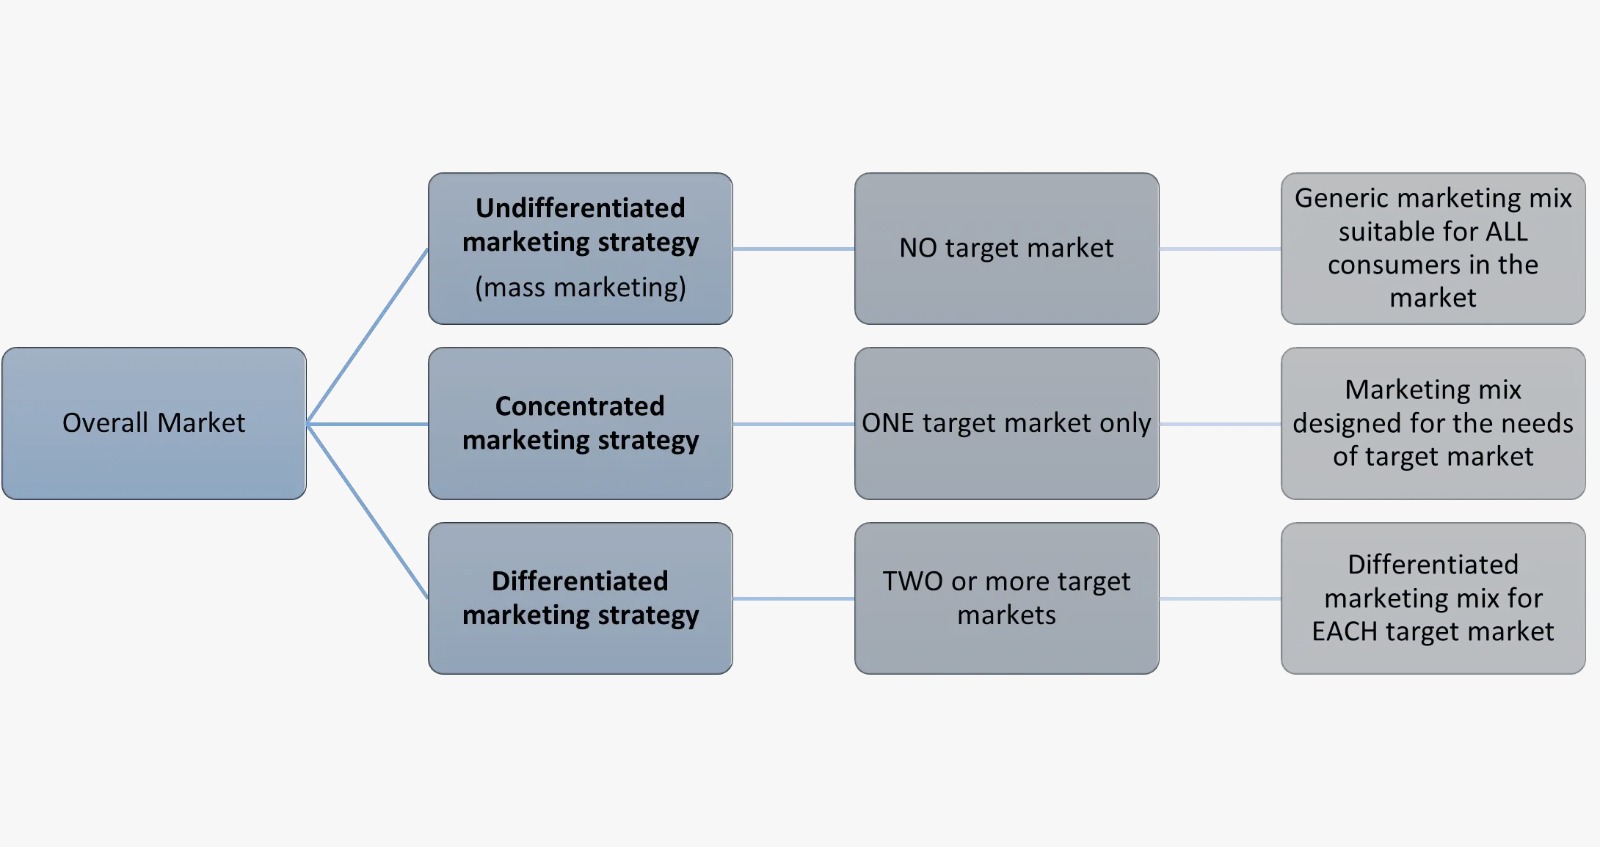 Overall Market
Undifferentiated
marketing strategy
(mass marketing)
NO target market
Generic marketing mix
suitable for ALL
consumers in the
market
Concentrated
marketing strategy
ONE target market only
Marketing mix
designed for the needs
of target market
Differentiated
marketing strategy
TWO or more target
markets
Differentiated
marketing mix for
EACH target market